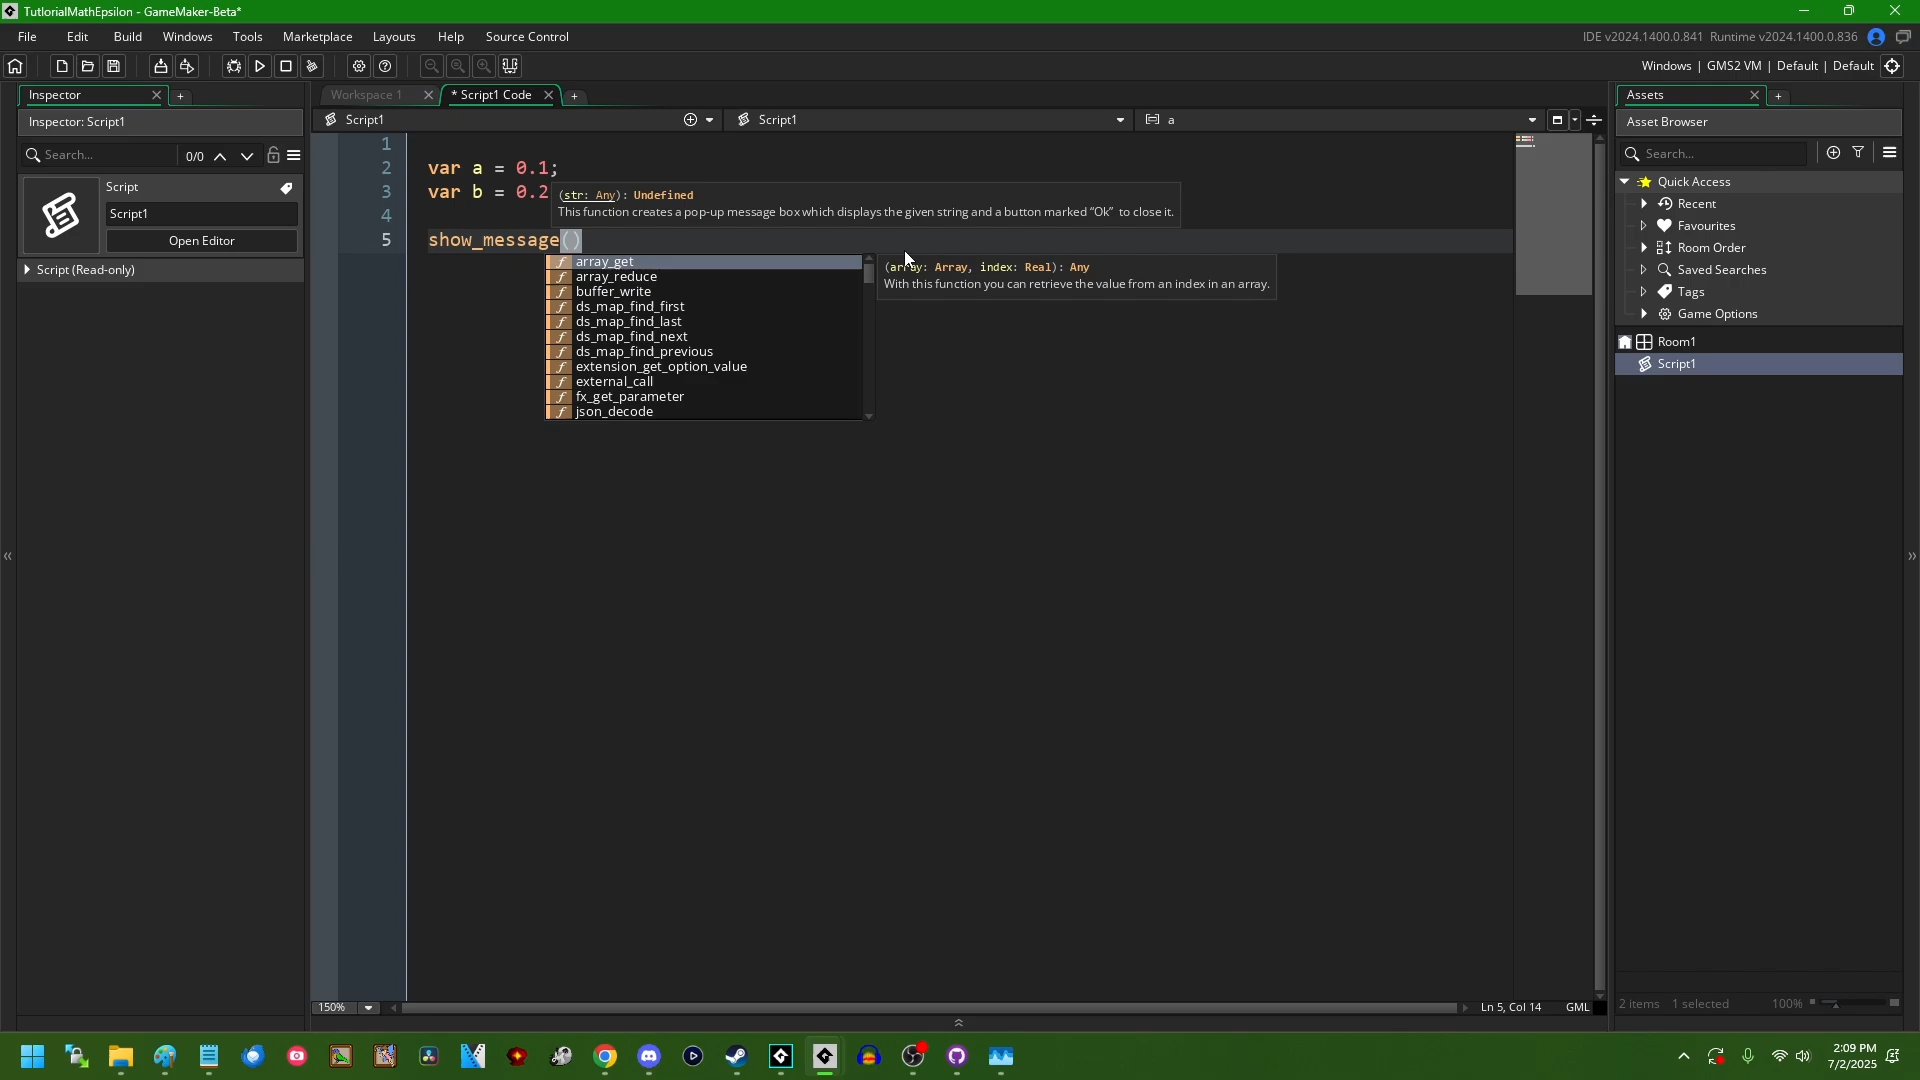 TutlorialMathEpsilon - GameMaker-Beta*
File Edit Build Windows Tools Marketplace Layouts Help Source Control
IDE v2024.1400.0.841 Runtime v2024.1400.0.836
Windows | GMS2 VM | Default | Default
Inspector
Inspector: Script1
Search...
0/0
Script
Script1
Open Editor
Script (Read-only)
Workspace 1
* Script1 Code
Script1
Script1
a
1
2 var a = 0.1;
3 var b = 0.2
4
5 show_message()
(str: Any): Undefined
This function creates a pop-up message box which displays the given string and a button marked “Ok” to close it.
array_get
array_reduce
buffer_write
ds_map_find_first
ds_map_find_last
ds_map_find_next
ds_map_find_previous
extension_get_option_value
external_call
fx_get_parameter
json_decode
(array: Array, index: Real): Any
With this function you can retrieve the value from an index in an array.
150%
Ln 5, Col 14
GML
Assets
Asset Browser
Search...
Quick Access
Recent
Favourites
Room Order
Saved Searches
Tags
Game Options
Room1
Script1
2 items 1 selected 100%
2:09 PM
7/2/2025